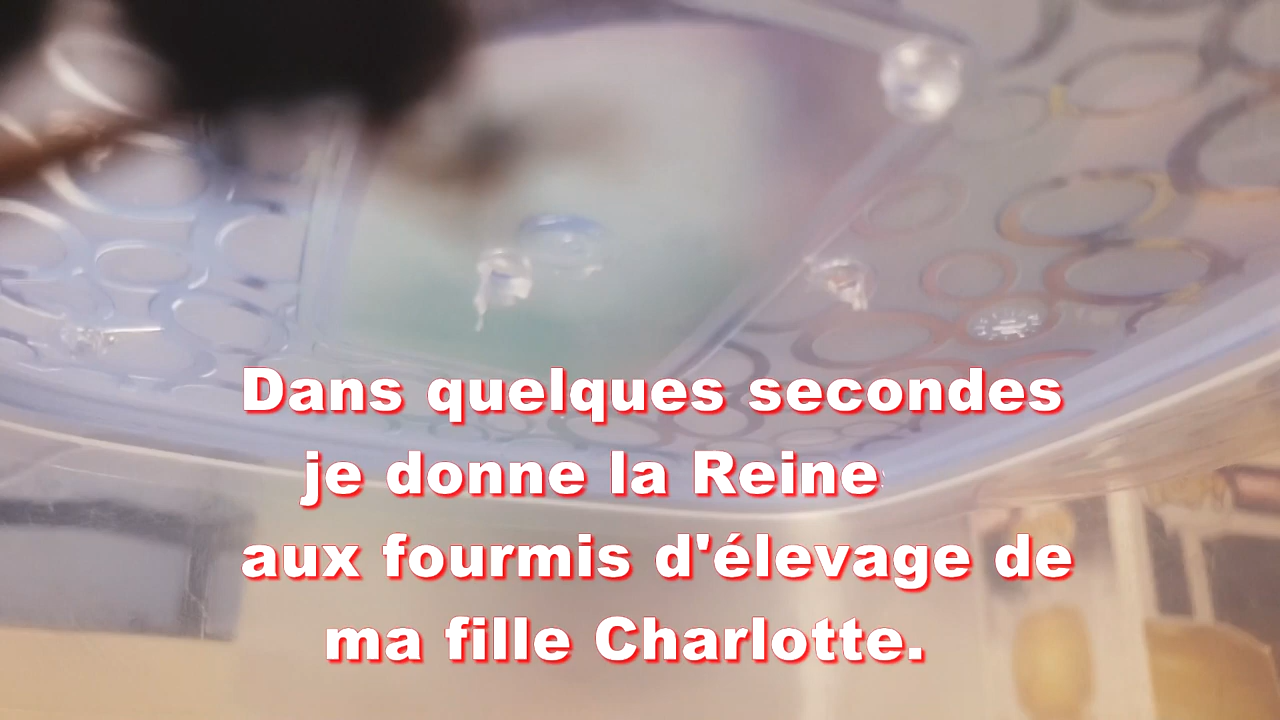 Dans quelques secondes
je donne la Reine
aux fourmis d'élevage de
ma fille Charlotte.